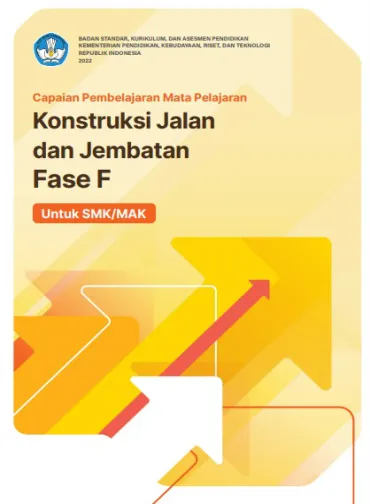 BADAN STANDAR, KURIKULUM, DAN ASESMEN PENDIDIKAN
KEMENTERIAN PENDIDIKAN, KEBUDAYAAN, RISET, DAN TEKNOLOGI
REPUBLIK INDONESIA
2022
Capaian Pembelajaran Mata Pelajaran
Konstruksi Jalan
dan Jembatan
Fase F
Untuk SMK/MAK